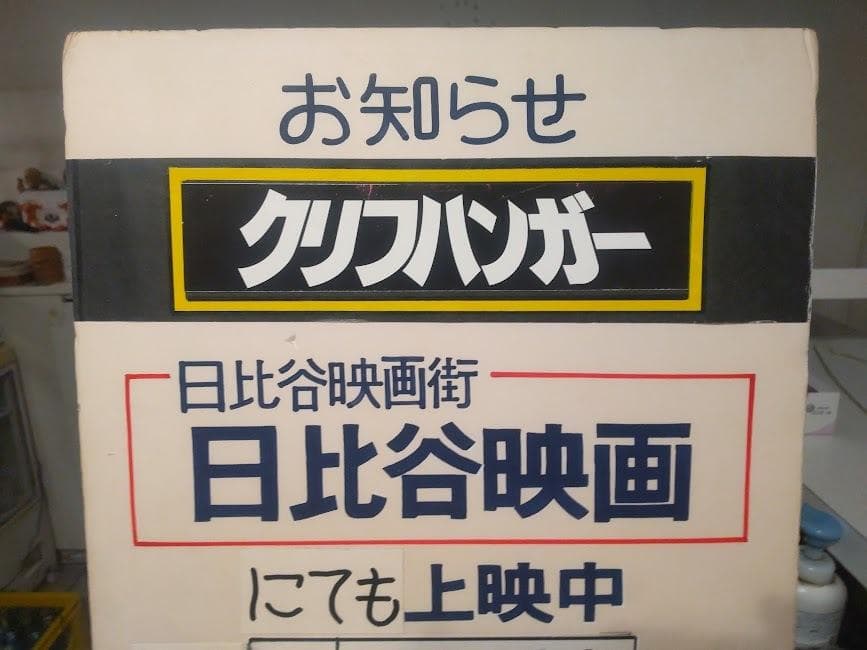 お知らせ
クリフハンガー
日比谷映画街
日比谷映画
にても上映中